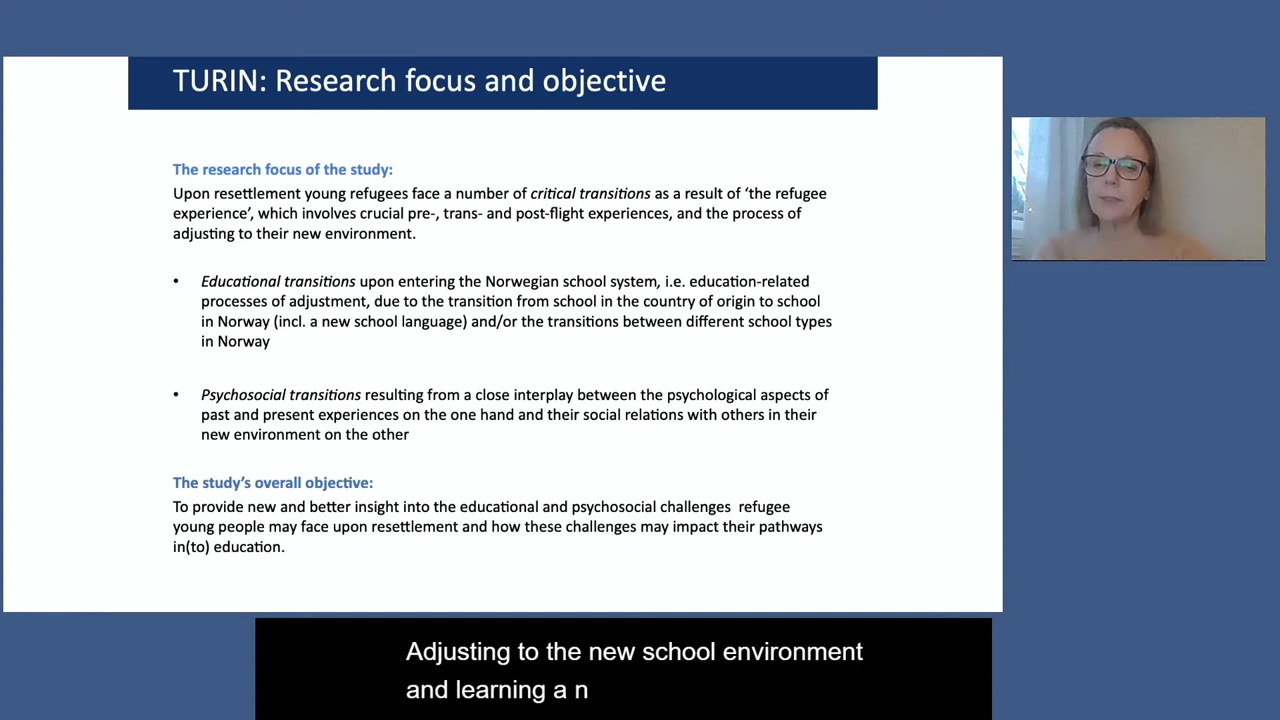 TURIN: Research focus and objective
The research focus of the study:
Upon resettlement young refugees face a number of critical transitions as a result of ‘the refugee
experience’, which involves crucial pre-, trans- and post-flight experiences, and the process of
adjusting to their new environment.
• Educational transitions upon entering the Norwegian school system, i.e. education-related
processes of adjustment, due to the transition from school in the country of origin to school
in Norway (incl. a new school language) and/or the transitions between different school types
in Norway
• Psychosocial transitions resulting from a close interplay between the psychological aspects of
past and present experiences on the one hand and their social relations with others in their
new environment on the other
The study’s overall objective:
To provide new and better insight into the educational and psychosocial challenges refugee
young people may face upon resettlement and how these challenges may impact their pathways
in(to) education.
Adjusting to the new school environment
and learning a n